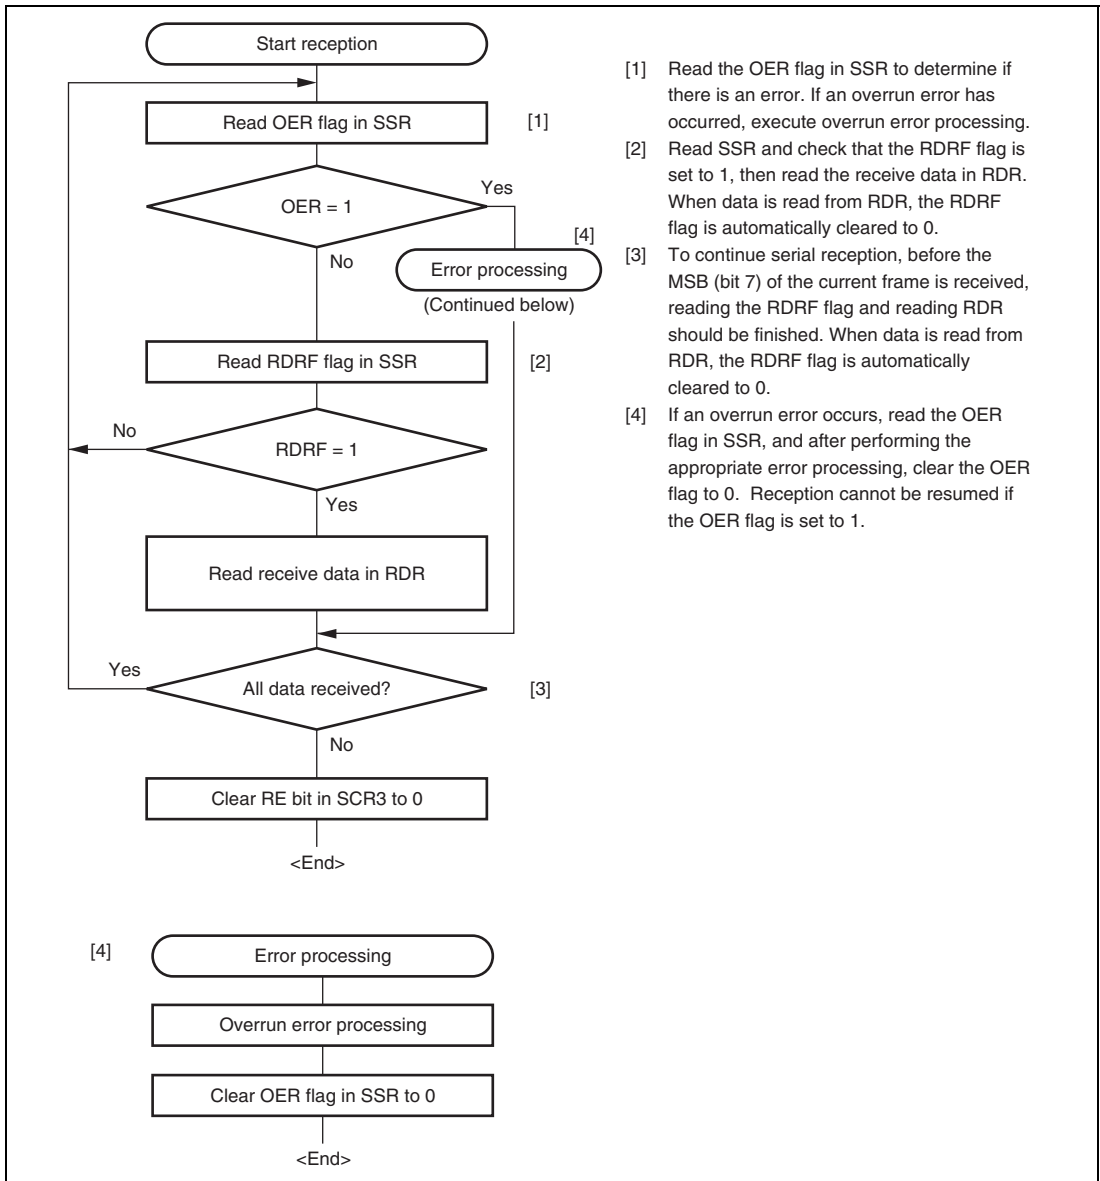 Start reception
Read OER flag in SSR
[1]
OER = 1
Yes
No
[4]
Error processing
(Continued below)
Read RDRF flag in SSR
[2]
No
RDRF = 1
Yes
Read receive data in RDR
Yes
All data received?
[3]
No
Clear RE bit in SCR3 to 0
<End>
[4]
Error processing
Overrun error processing
Clear OER flag in SSR to 0
<End>
[1] Read the OER flag in SSR to determine if
there is an error. If an overrun error has
occurred, execute overrun error processing.
[2] Read SSR and check that the RDRF flag is
set to 1, then read the receive data in RDR.
When data is read from RDR, the RDRF
flag is automatically cleared to 0.
[3] To continue serial reception, before the
MSB (bit 7) of the current frame is received,
reading the RDRF flag and reading RDR
should be finished. When data is read from
RDR, the RDRF flag is automatically
cleared to 0.
[4] If an overrun error occurs, read the OER
flag in SSR, and after performing the
appropriate error processing, clear the OER
flag to 0. Reception cannot be resumed if
the OER flag is set to 1.